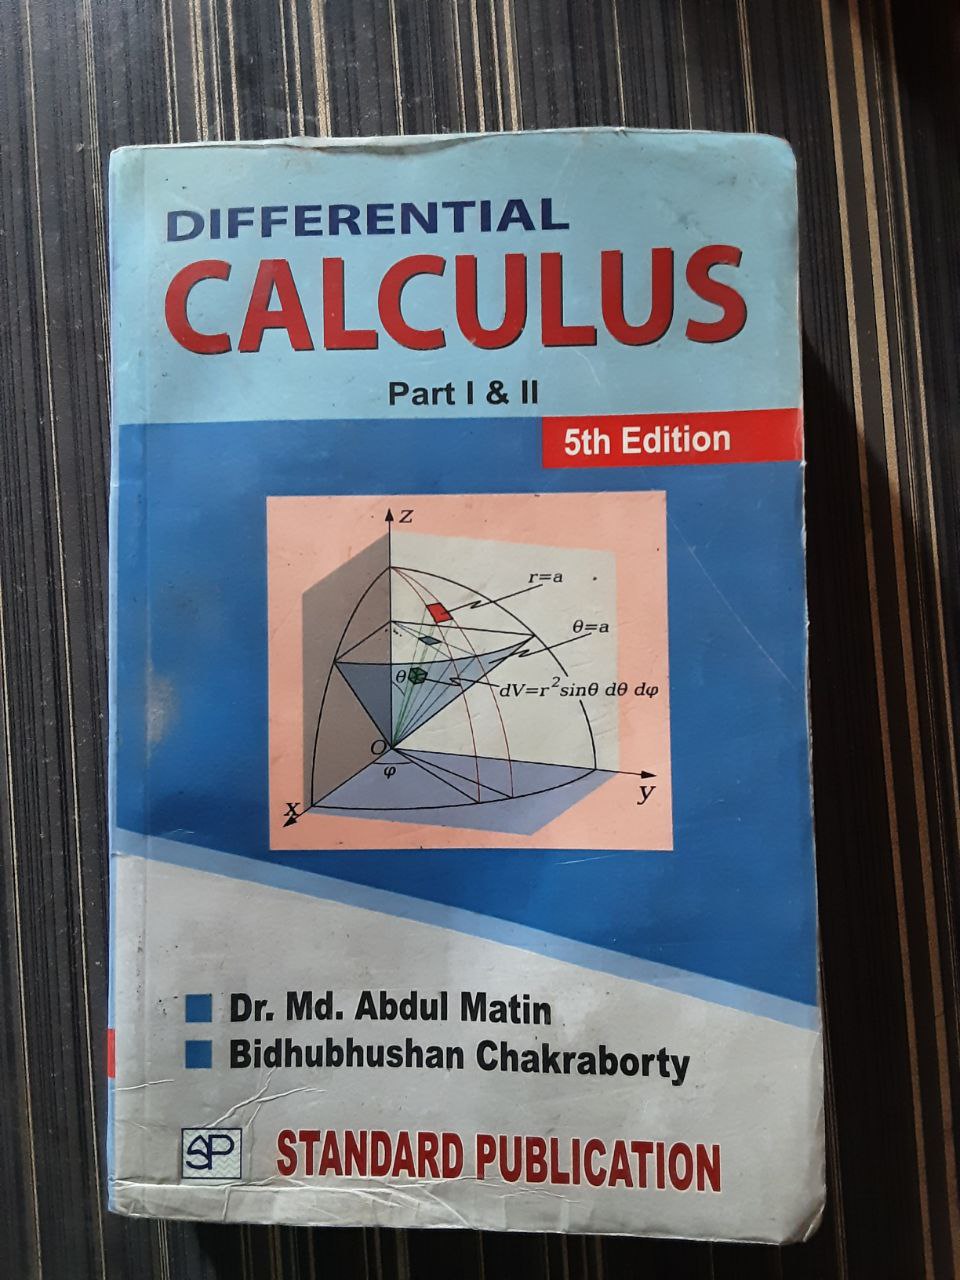 DIFFERENTIAL
CALCULUS
Part I & II
5th Edition
z
r=a
θ=a
θ
dV=r²sinθ dθ dφ
O
φ
y
x
Dr. Md. Abdul Matin
Bidhubhushan Chakraborty
SP
STANDARD PUBLICATION